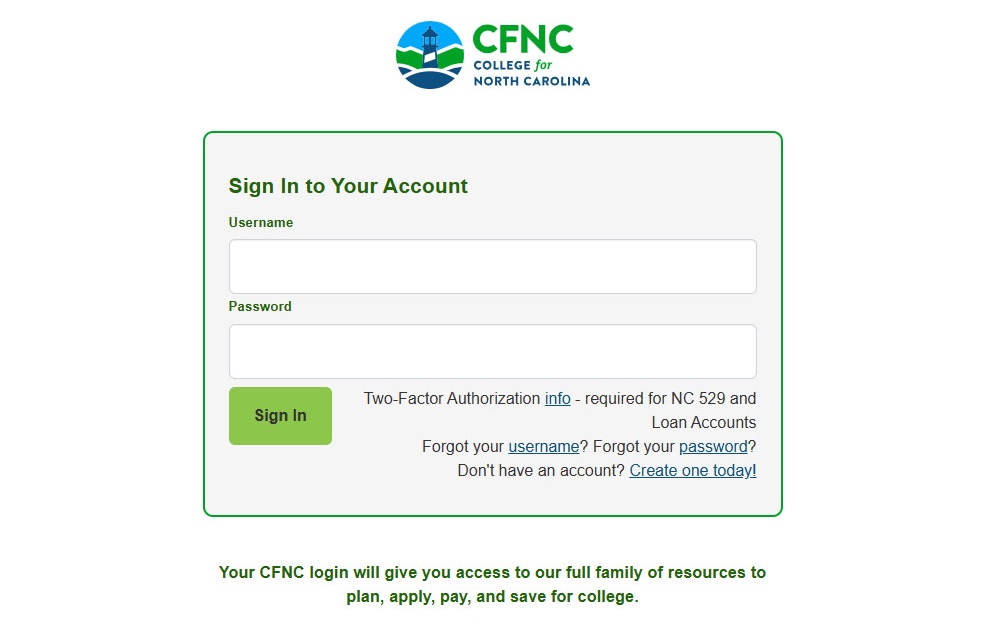 CFNC
COLLEGE for
NORTH CAROLINA
Sign In to Your Account
Username
Password
Sign In
Two-Factor Authorization info - required for NC 529 and
Loan Accounts
Forgot your username? Forgot your password?
Don't have an account? Create one today!
Your CFNC login will give you access to our full family of resources to
plan, apply, pay, and save for college.